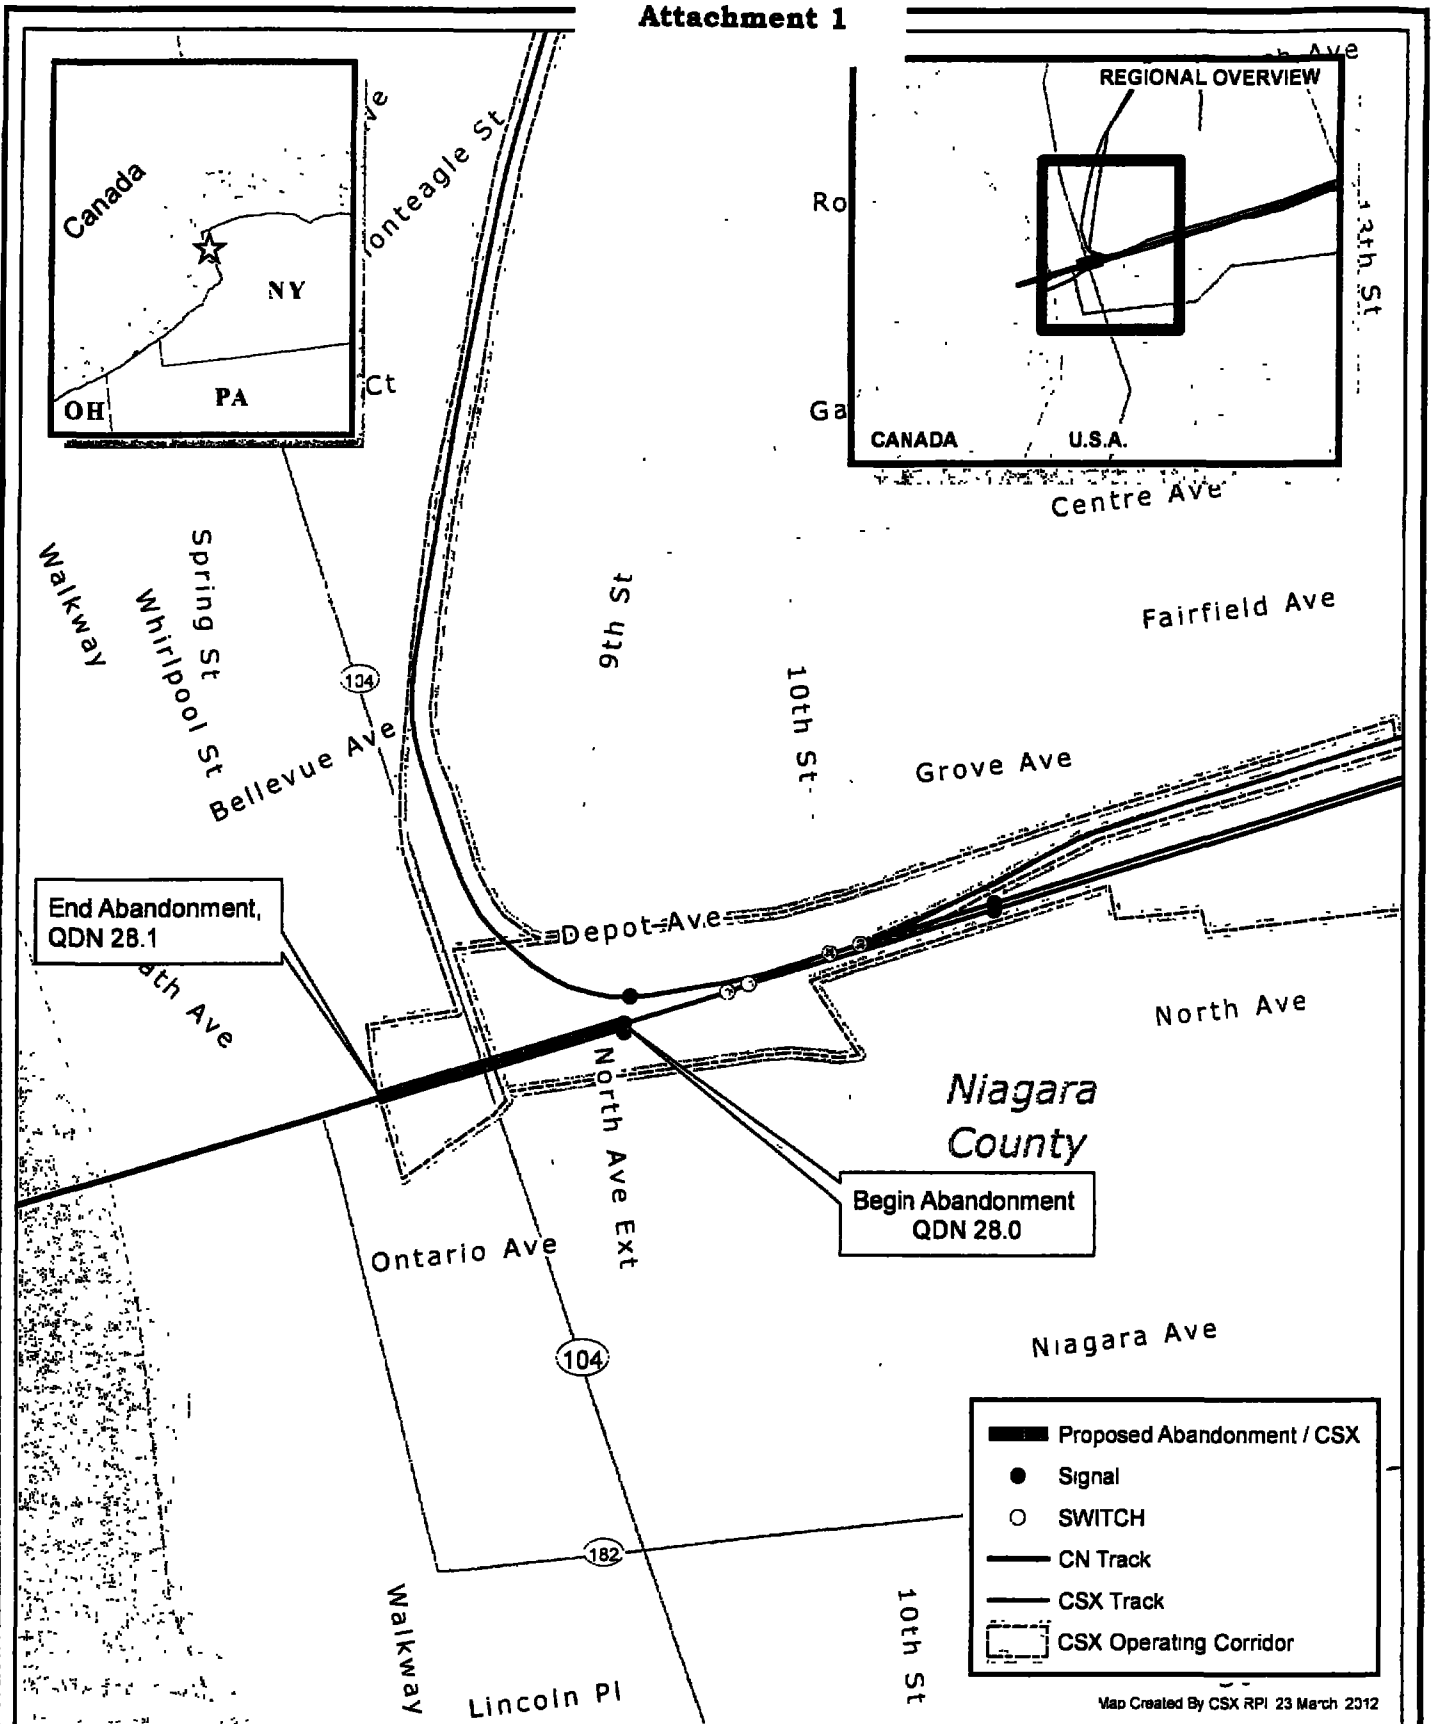 Attachment 1
Canada
NY
PA
OH
REGIONAL OVERVIEW
CANADA
U.S.A.
Ave
13th St
Ro
Ga
Ct
Centre Ave
Walkway
Spring St
Whirlpool St
104
Bellevue Ave
9th St
10th St
Fairfield Ave
Grove Ave
End Abandonment,
QDN 28.1
Depot Ave
Ave
North Ave
North Ave Ext
Niagara
County
Begin Abandonment
QDN 28.0
Ontario Ave
104
Niagara Ave
182
Walkway
Lincoln Pl
10th St
Proposed Abandonment / CSX
Signal
SWITCH
CN Track
CSX Track
CSX Operating Corridor
Map Created By CSX RPI 23 March 2012